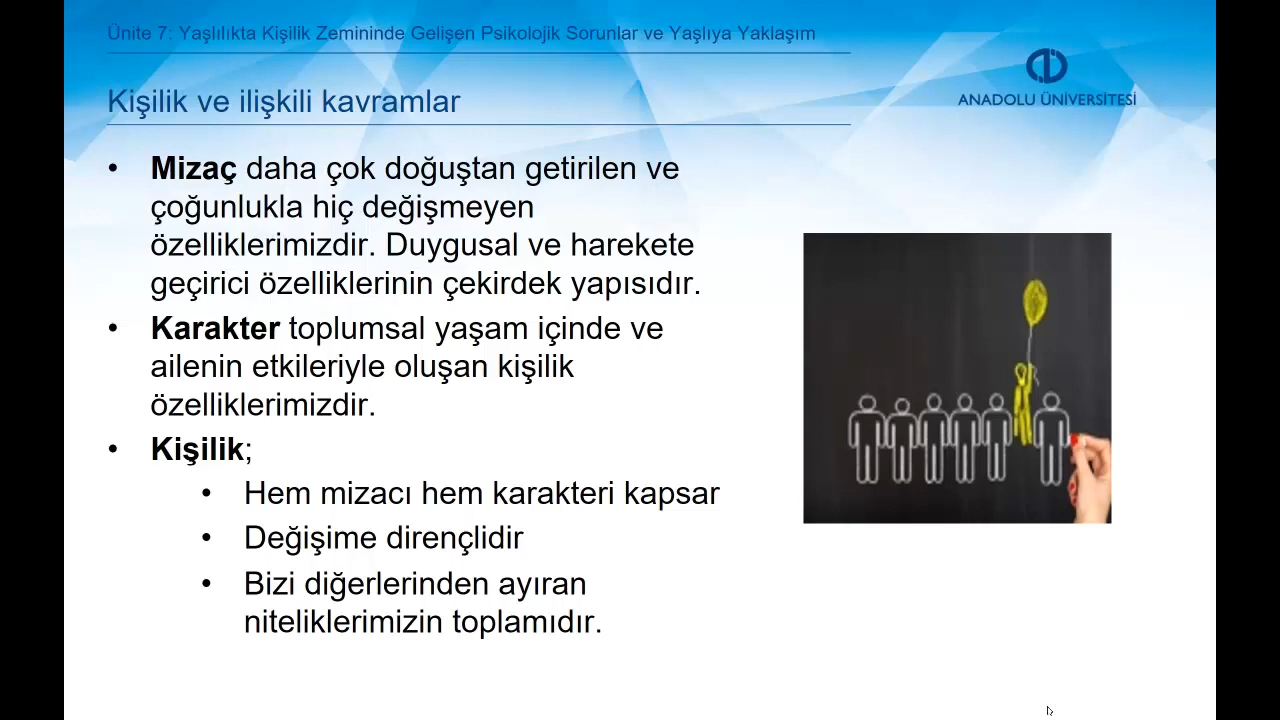 Ünite 7: Yaşlılıkta Kişilik Zemininde Gelişen Psikolojik Sorunlar ve Yaşlıya Yaklaşım
ANADOLU ÜNİVERSİTESİ
Kişilik ve ilişkili kavramlar
• Mizaç daha çok doğuştan getirilen ve
çoğunlukla hiç değişmeyen
özelliklerimizdir. Duygusal ve harekete
geçirici özelliklerinin çekirdek yapısıdır.
• Karakter toplumsal yaşam içinde ve
ailenin etkileriyle oluşan kişilik
özelliklerimizdir.
• Kişilik;
• Hem mizacı hem karakteri kapsar
• Değişime dirençlidir
• Bizi diğerlerinden ayıran
niteliklerimizin toplamıdır.